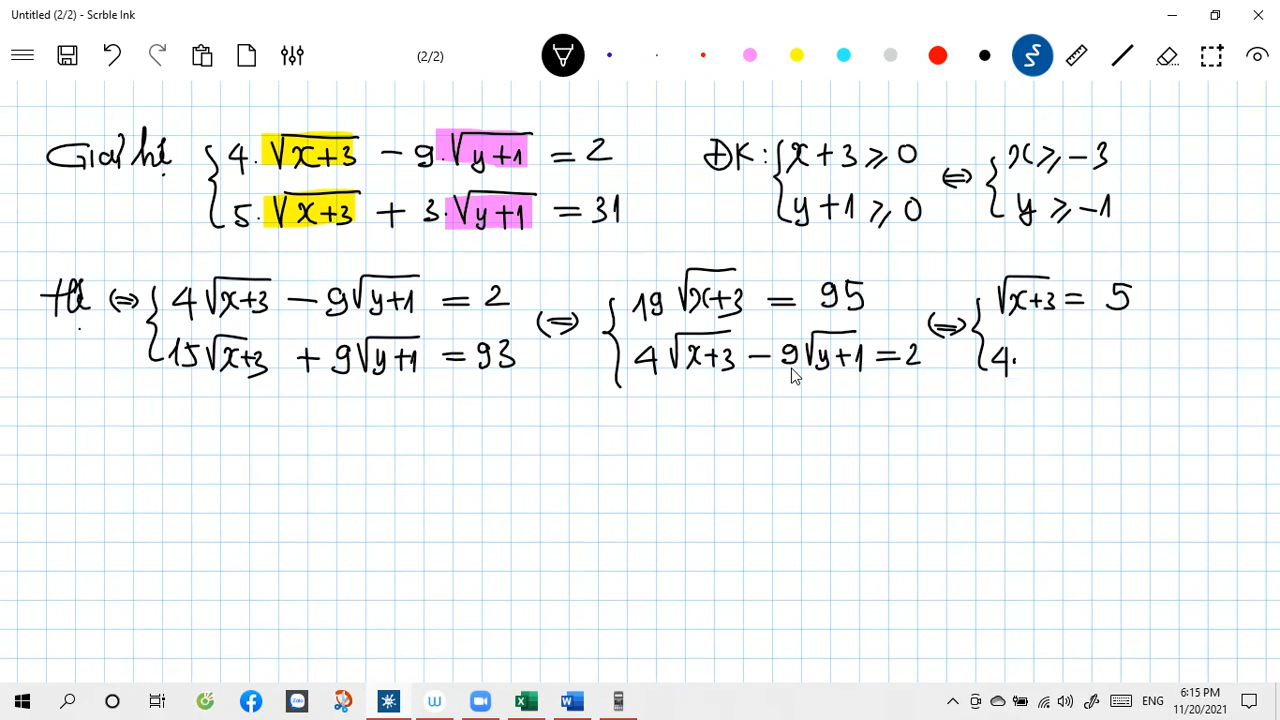 Untitled (2/2) - Scrble Ink
(2/2)
Giải hệ { 4.√(x+3) - 9.√(y+1) = 2 ĐK: { x + 3 ⩾ 0 ⇔ { x ⩾ -3
5.√(x+3) + 3.√(y+1) = 31 y + 1 ⩾ 0 y ⩾ -1
Hệ ⇔ { 4√(x+3) - 9√(y+1) = 2 ⇔ { 19√(x+3) = 95 ⇔ { √(x+3) = 5
15√(x+3) + 9√(y+1) = 93 4√(x+3) - 9√(y+1) = 2 4.
Zalo
W
X
W
ENG
6:15 PM
11/20/2021